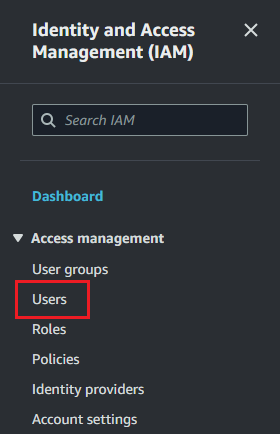 Identity and Access
Management (IAM)
Search IAM
Dashboard
Access management
User groups
Users
Roles
Policies
Identity providers
Account settings